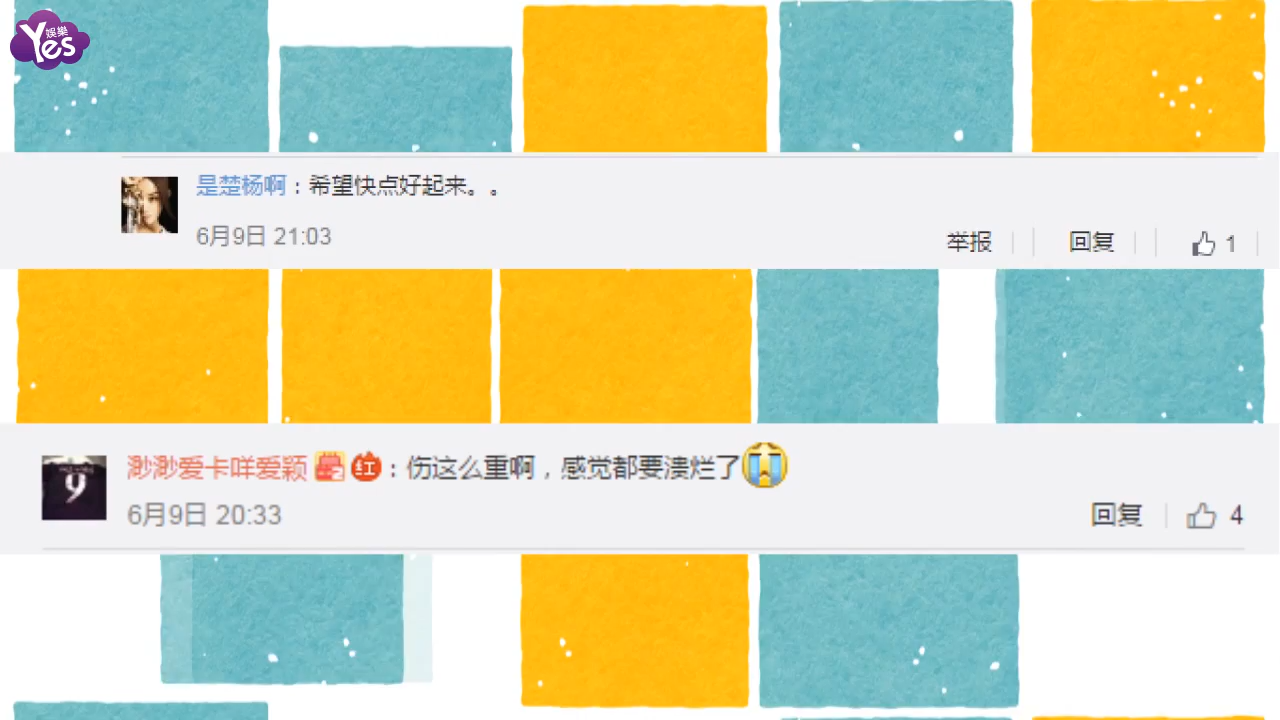 Yes 娛樂
是楚杨啊：希望快点好起来。。
6月9日 21:03
举报 回复 1
渺渺爱卡咩爱颖 红：伤这么重啊，感觉都要溃烂了
6月9日 20:33
回复 4